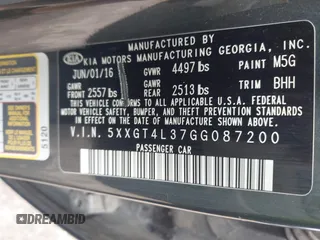 MANUFACTURED BY
KIA KIA MOTORS MANUFACTURING GEORGIA, INC.
JUN/01/16 GVWR 4497 lbs PAINT M5G
GAWR FRONT 2557 lbs GAWR REAR 2513 lbs TRIM BHH
THIS VEHICLE CONFORMS TO ALL APPLICABLE FEDERAL
MOTOR VEHICLE SAFETY, BUMPER, AND THEFT PREVENTION
STANDARDS IN EFFECT ON THE DATE OF MANUFACTURE SHOWN ABOVE.
V.I.N. 5XXGT4L37GG087200
PASSENGER CAR
5120